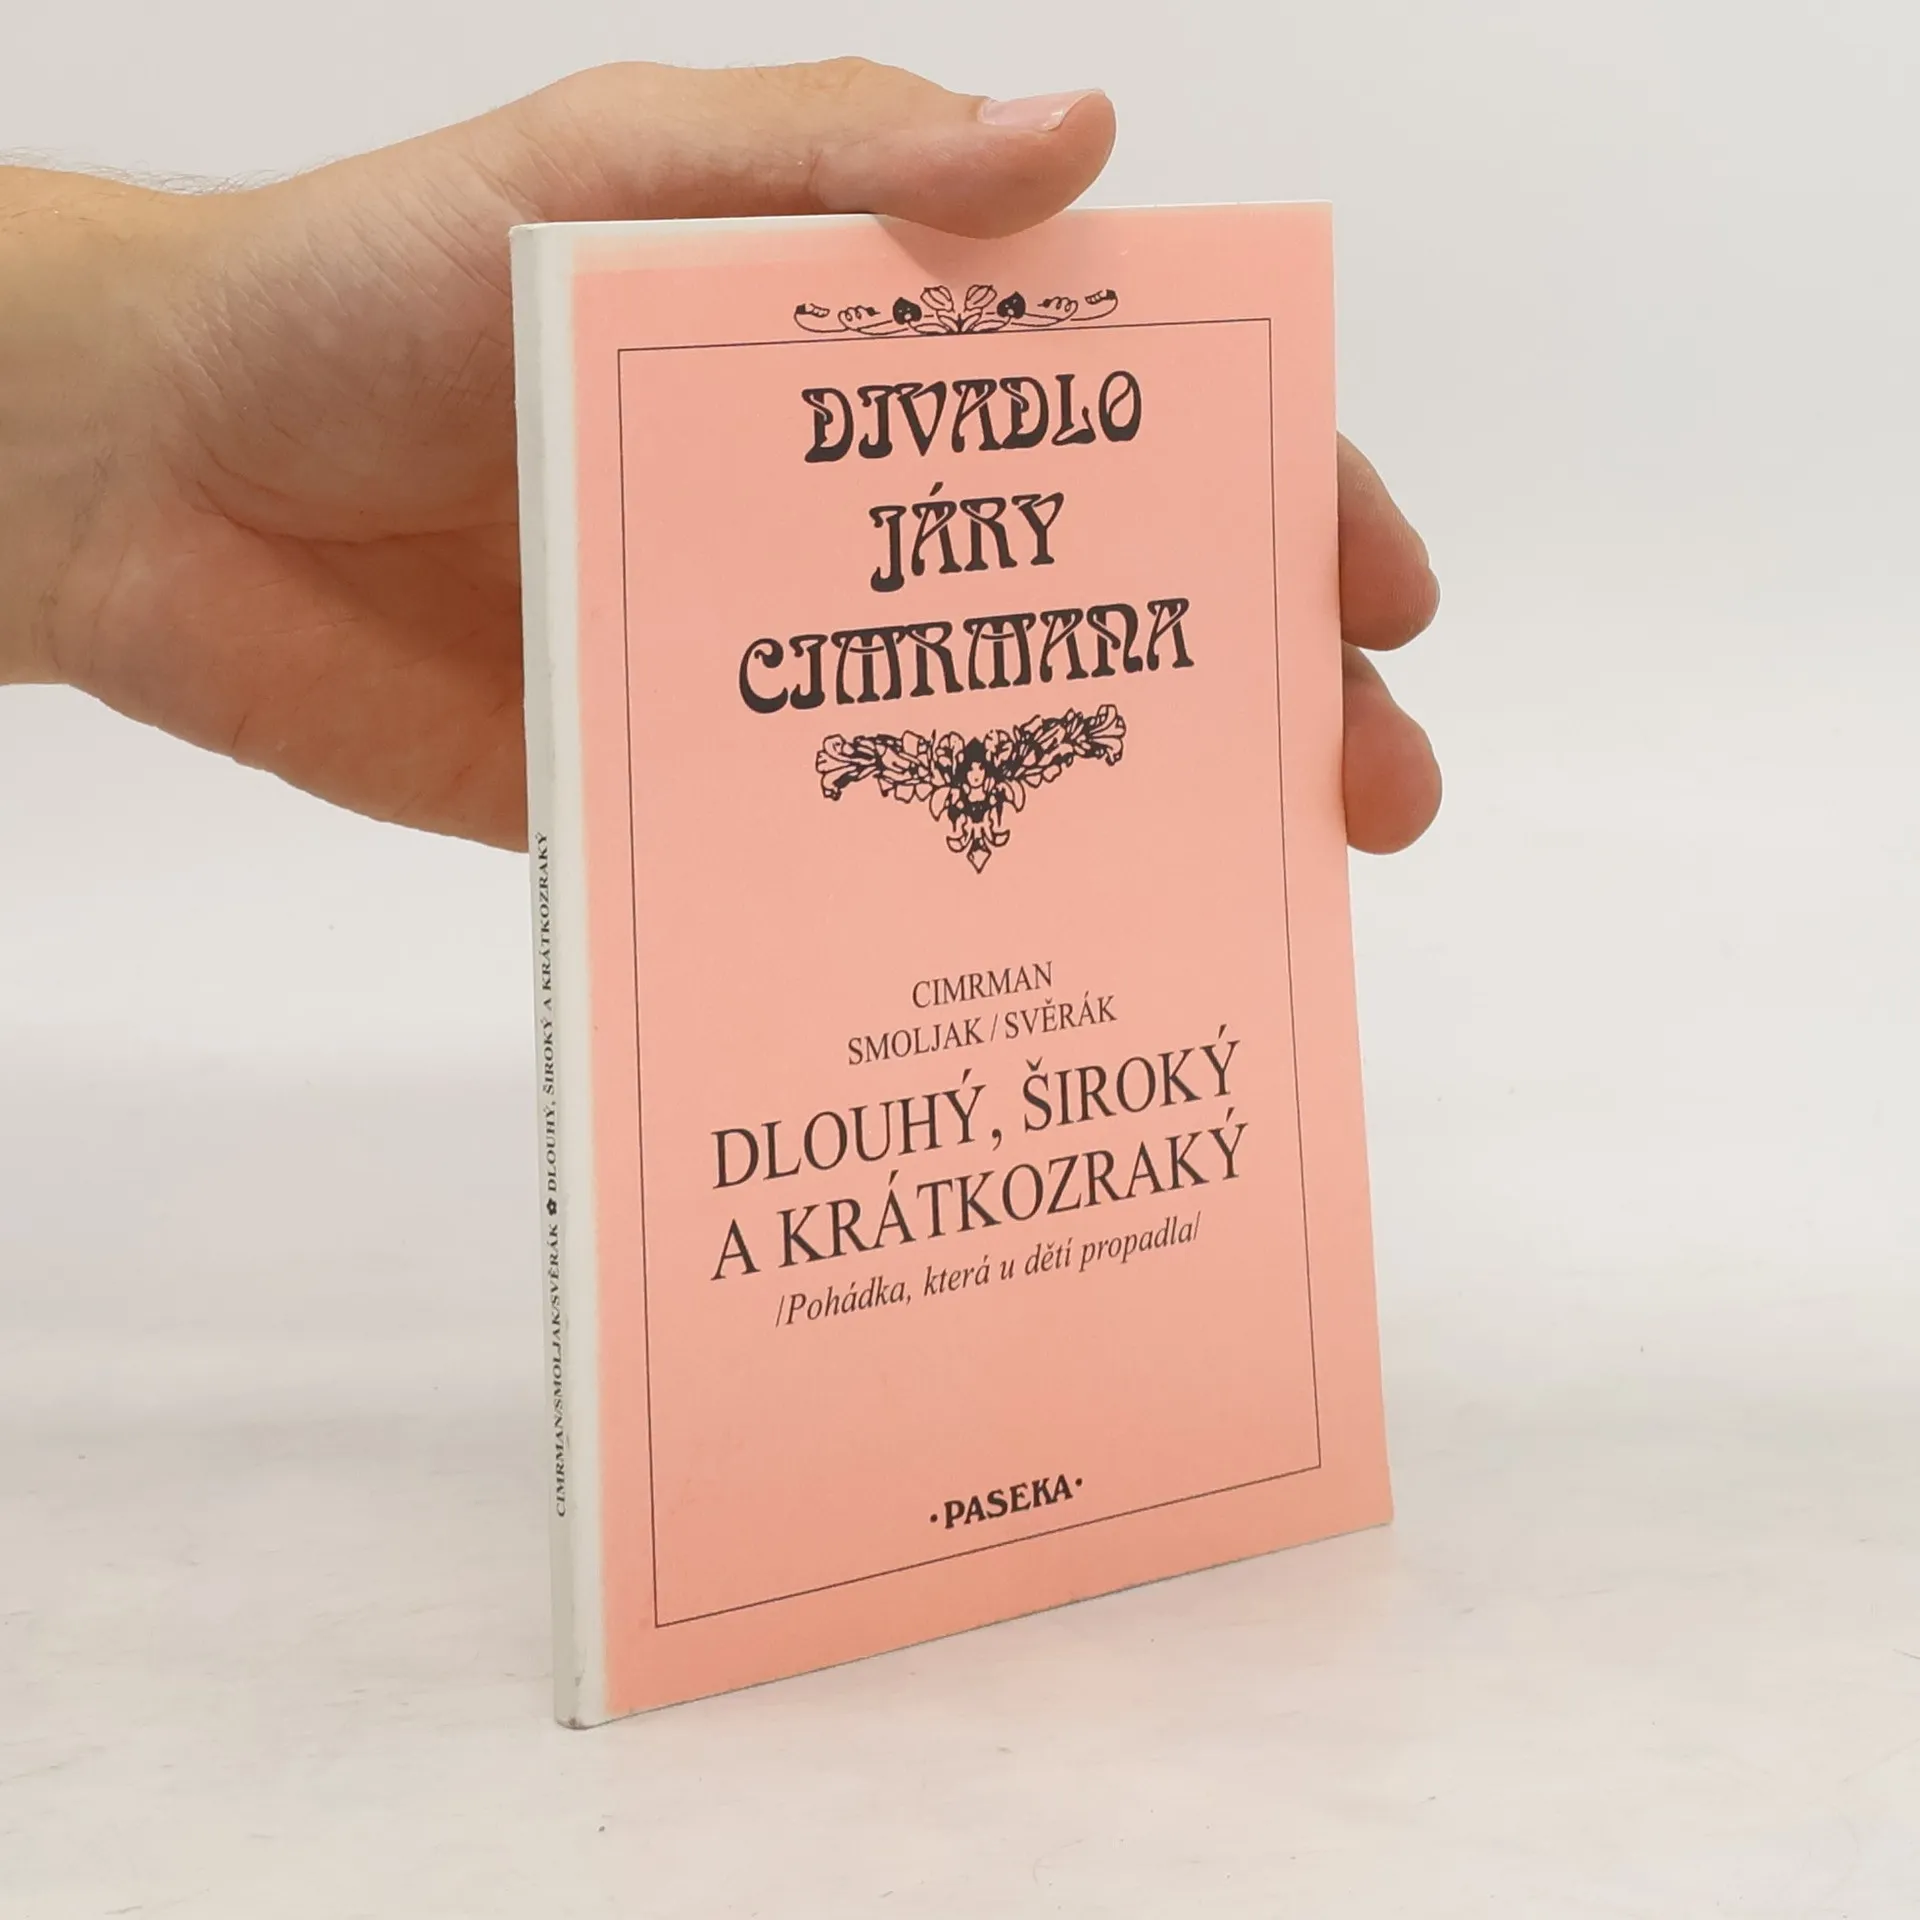 DIVADLO
JÁRY
CIMRMANA
CIMRMAN
SMOLJAK / SVĚRÁK
DLOUHÝ, ŠIROKÝ
A KRÁTKOZRAKÝ
/Pohádka, která u dětí propadla/
·PASEKA·
CIMRMAN/SMOLJAK/SVĚRÁK ✿ DLOUHÝ, ŠIROKÝ A KRÁTKOZRAKÝ